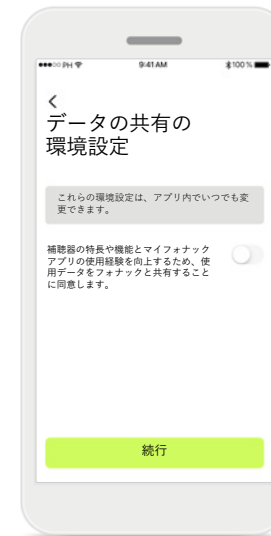 PH
9:41 AM
100 %
データの共有の
環境設定
これらの環境設定は、アプリ内でいつでも変
更できます。
補聴器の特長や機能とマイフォナック
アプリの使用経験を向上するため、使
用データをフォナックと共有すること
に同意します。
続行